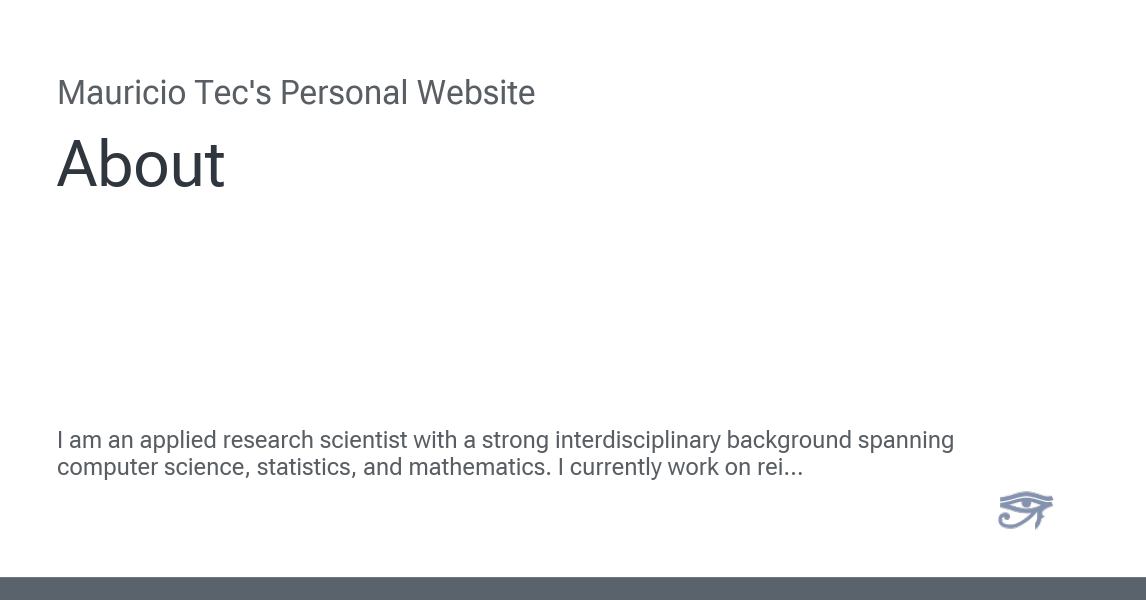 Mauricio Tec's Personal Website
About
I am an applied research scientist with a strong interdisciplinary background spanning
computer science, statistics, and mathematics. I currently work on rei...